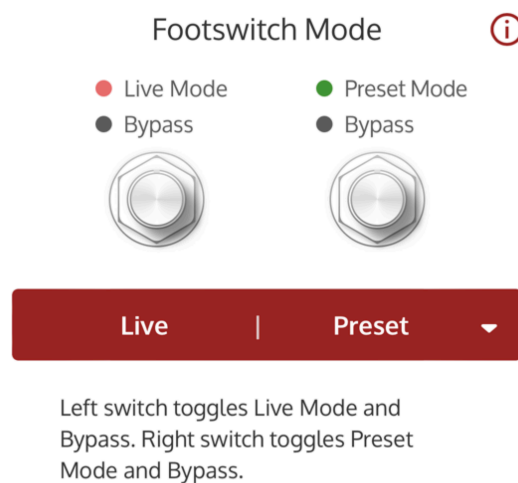 Footswitch Mode
i
Live Mode
Preset Mode
Bypass
Bypass
Live | Preset
Left switch toggles Live Mode and
Bypass. Right switch toggles Preset
Mode and Bypass.